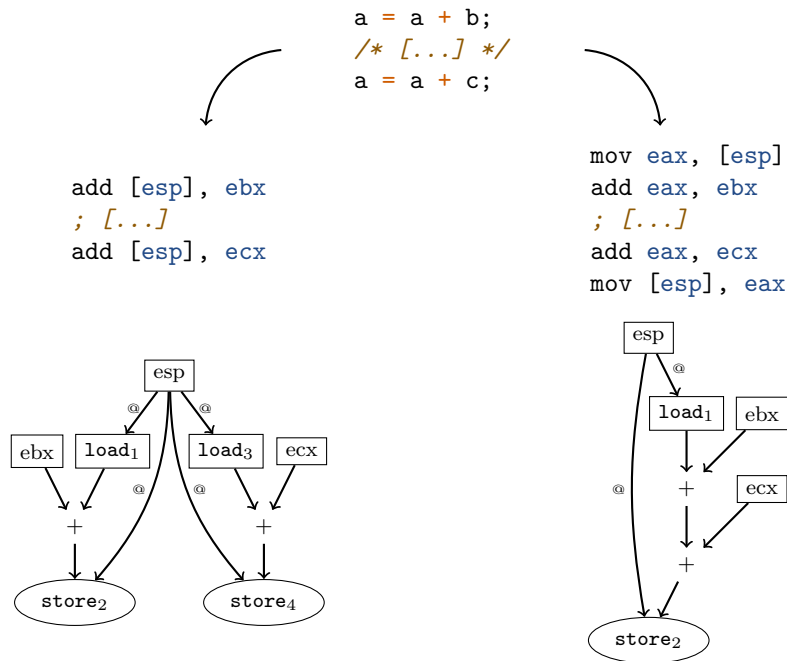 a = a + b;
/* [...] */
a = a + c;
add [esp], ebx
; [...]
add [esp], ecx
mov eax, [esp]
add eax, ebx
; [...]
add eax, ecx
mov [esp], eax
esp
@ @
ebx load₁ load₃ ecx
@ @
+ +
store₂ store₄
esp
@
load₁ ebx
@ +
ecx
+
store₂